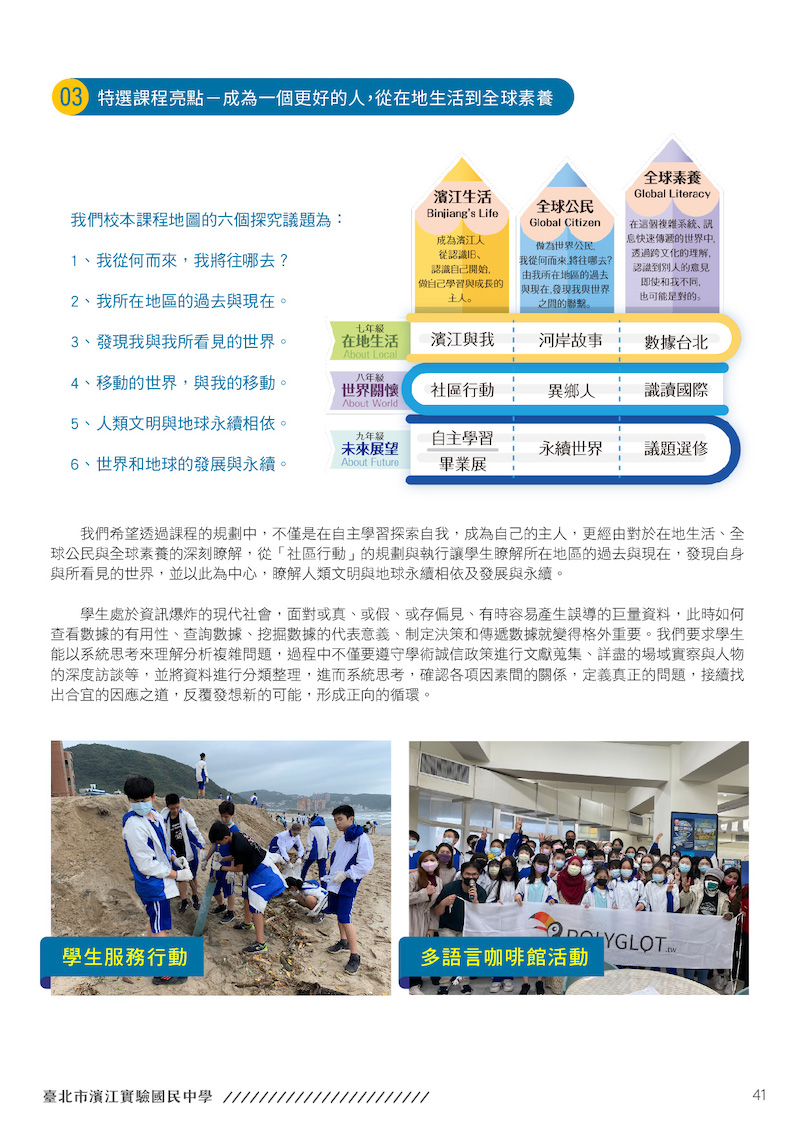 03 特選課程亮點－成為一個更好的人，從在地生活到全球素養
我們校本課程地圖的六個探究議題為：
1、我從何而來，我將往哪去？
2、我所在地區的過去與現在。
3、發現我與我所看見的世界。
4、移動的世界，與我的移動。
5、人類文明與地球永續相依。
6、世界和地球的發展與永續。
濱江生活
Binjiang's Life
成為濱江人
從認識IB、
認識自己開始,
做自己學習與成長的
主人。
全球公民
Global Citizen
做為世界公民,
我從何而來,將往哪去?
由我所在地區的過去
與現在,發現我與世界
之間的聯繫。
全球素養
Global Literacy
在這個複雜系統、訊
息快速傳遞的世界中,
透過跨文化的理解,
認識到別人的意見
即使和我不同,
也可能是對的。
七年級
在地生活
About Local
濱江與我 河岸故事 數據台北
八年級
世界關懷
About World
社區行動 異鄉人 識讀國際
九年級
未來展望
About Future
自主學習
畢業展
永續世界 議題選修
我們希望透過課程的規劃中，不僅是在自主學習探索自我，成為自己的主人，更經由對於在地生活、全
球公民與全球素養的深刻瞭解，從「社區行動」的規劃與執行讓學生瞭解所在地區的過去與現在，發現自身
與所看見的世界，並以此為中心，瞭解人類文明與地球永續相依及發展與永續。
學生處於資訊爆炸的現代社會，面對或真、或假、或存偏見、有時容易產生誤導的巨量資料，此時如何
查看數據的有用性、查詢數據、挖掘數據的代表意義、制定決策和傳遞數據就變得格外重要。我們要求學生
能以系統思考來理解分析複雜問題，過程中不僅要遵守學術誠信政策進行文獻蒐集、詳盡的場域實察與人物
的深度訪談等，並將資料進行分類整理，進而系統思考，確認各項因素間的關係，定義真正的問題，接續找
出合宜的因應之道，反覆發想新的可能，形成正向的循環。
學生服務行動
POLYGLOT.tw
多語言咖啡館活動
臺北市濱江實驗國民中學 ///////////////////////
41